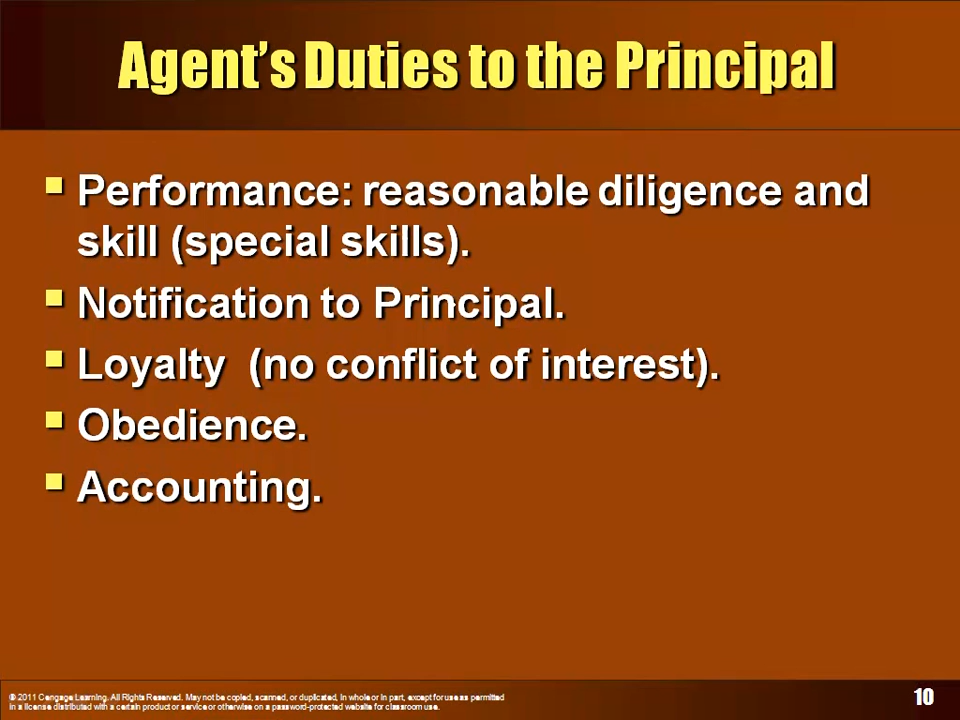 Agent's Duties to the Principal
Performance: reasonable diligence and
skill (special skills).
Notification to Principal.
Loyalty (no conflict of interest).
Obedience.
Accounting.
© 2011 Cengage Learning. All Rights Reserved. May not be copied, scanned, or duplicated, in whole or in part, except for use as permitted
in a license distributed with a certain product or service or otherwise on a password-protected website for classroom use.
10